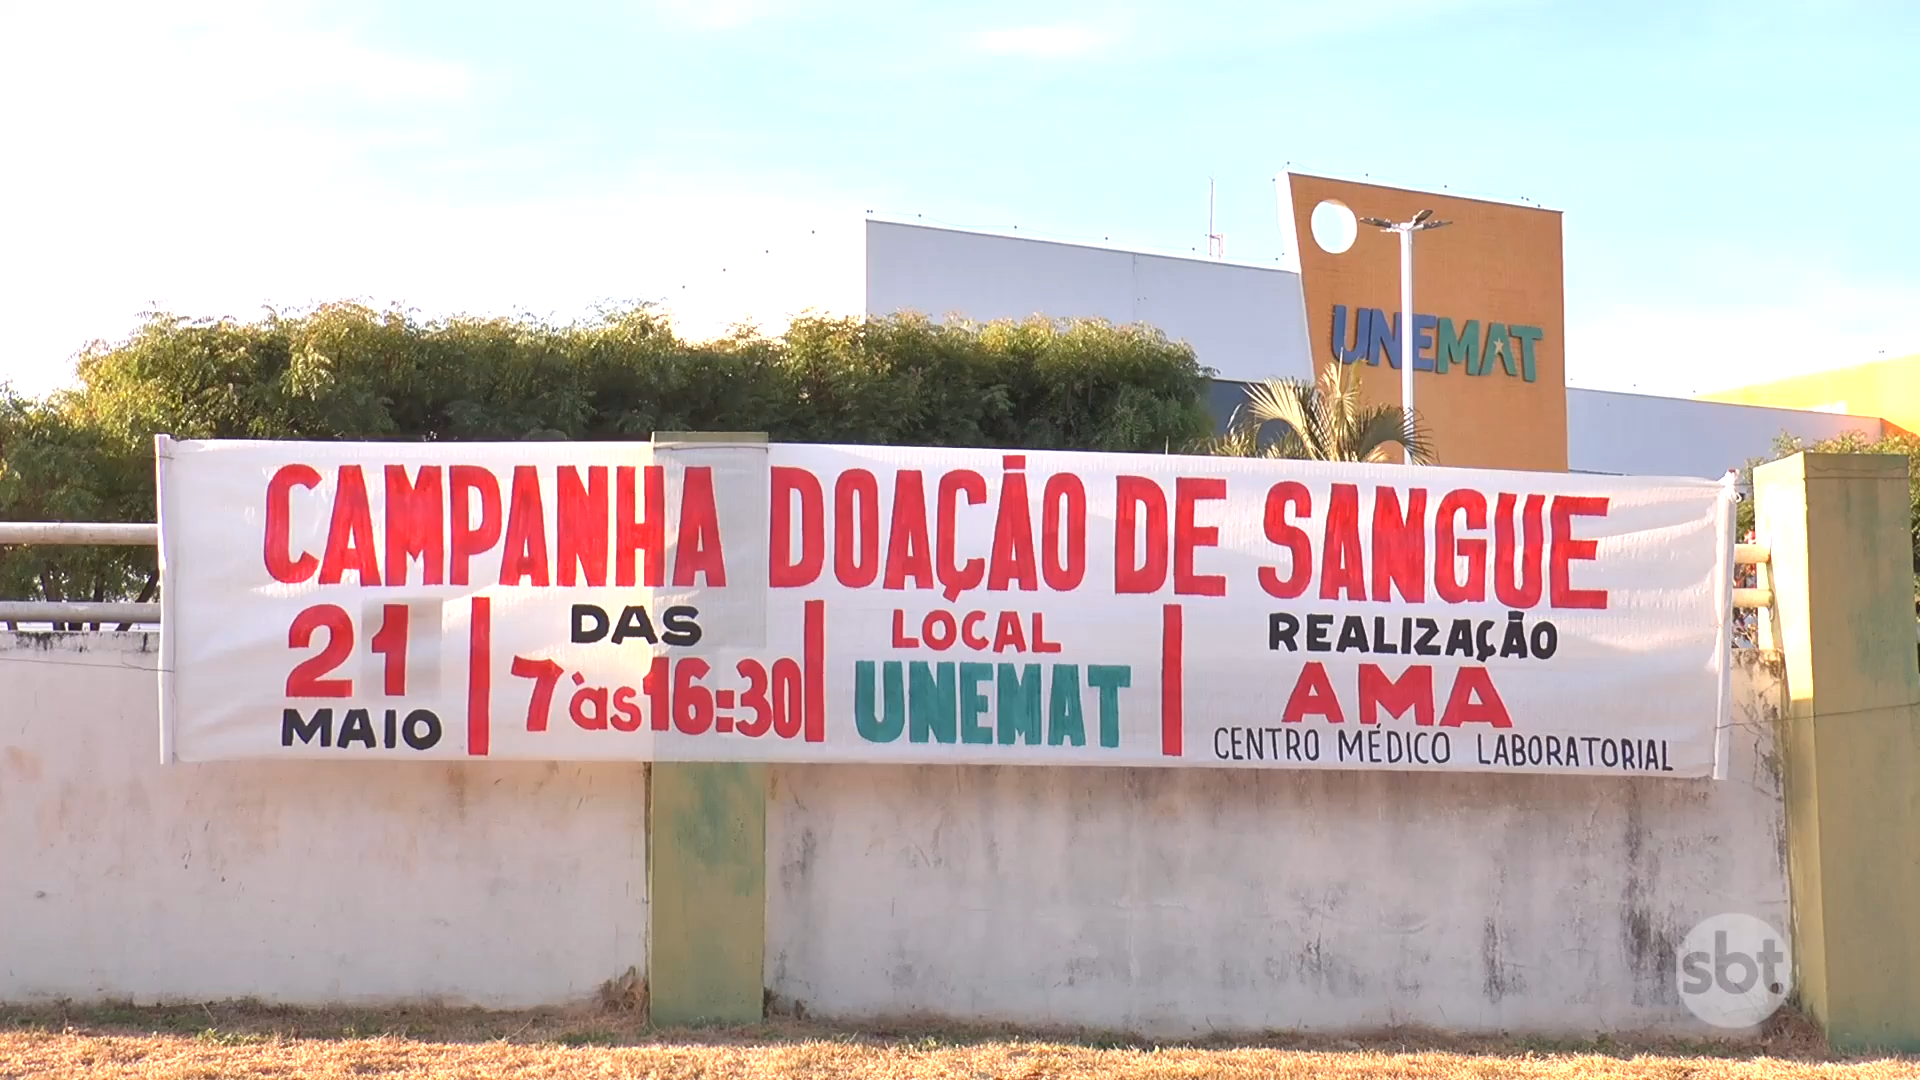 UNEMAT
CAMPANHA DOAÇÃO DE SANGUE
21
MAIO
DAS
7 às 16:30
LOCAL
UNEMAT
REALIZAÇÃO
AMA
CENTRO MÉDICO LABORATORIAL
sbt